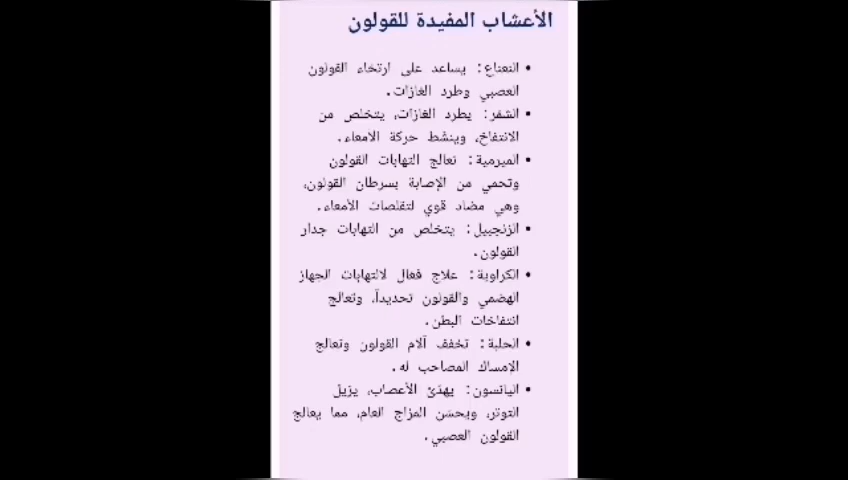 الأعشاب المفيدة للقولون
• النعناع: يساعد على ارتخاء القولون
العصبي وطرد الغازات.
• الشمر: يطرد الغازات، يتخلص من
الانتفاخ، وينشط حركة الامعاء.
• الميرمية: تعالج التهابات القولون
وتحمي من الإصابة بسرطان القولون،
وهي مضاد قوي لتقلصات الأمعاء.
• الزنجبيل: يتخلص من التهابات جدار
القولون.
• الكراوية: علاج فعال لالتهابات الجهاز
الهضمي والقولون تحديداً، وتعالج
انتفاخات البطن.
• الحلبة: تخفف آلام القولون وتعالج
الإمساك المصاحب له.
• اليانسون: يهدئ الأعصاب، يزيل
التوتر، ويحسن المزاج العام، مما يعالج
القولون العصبي.